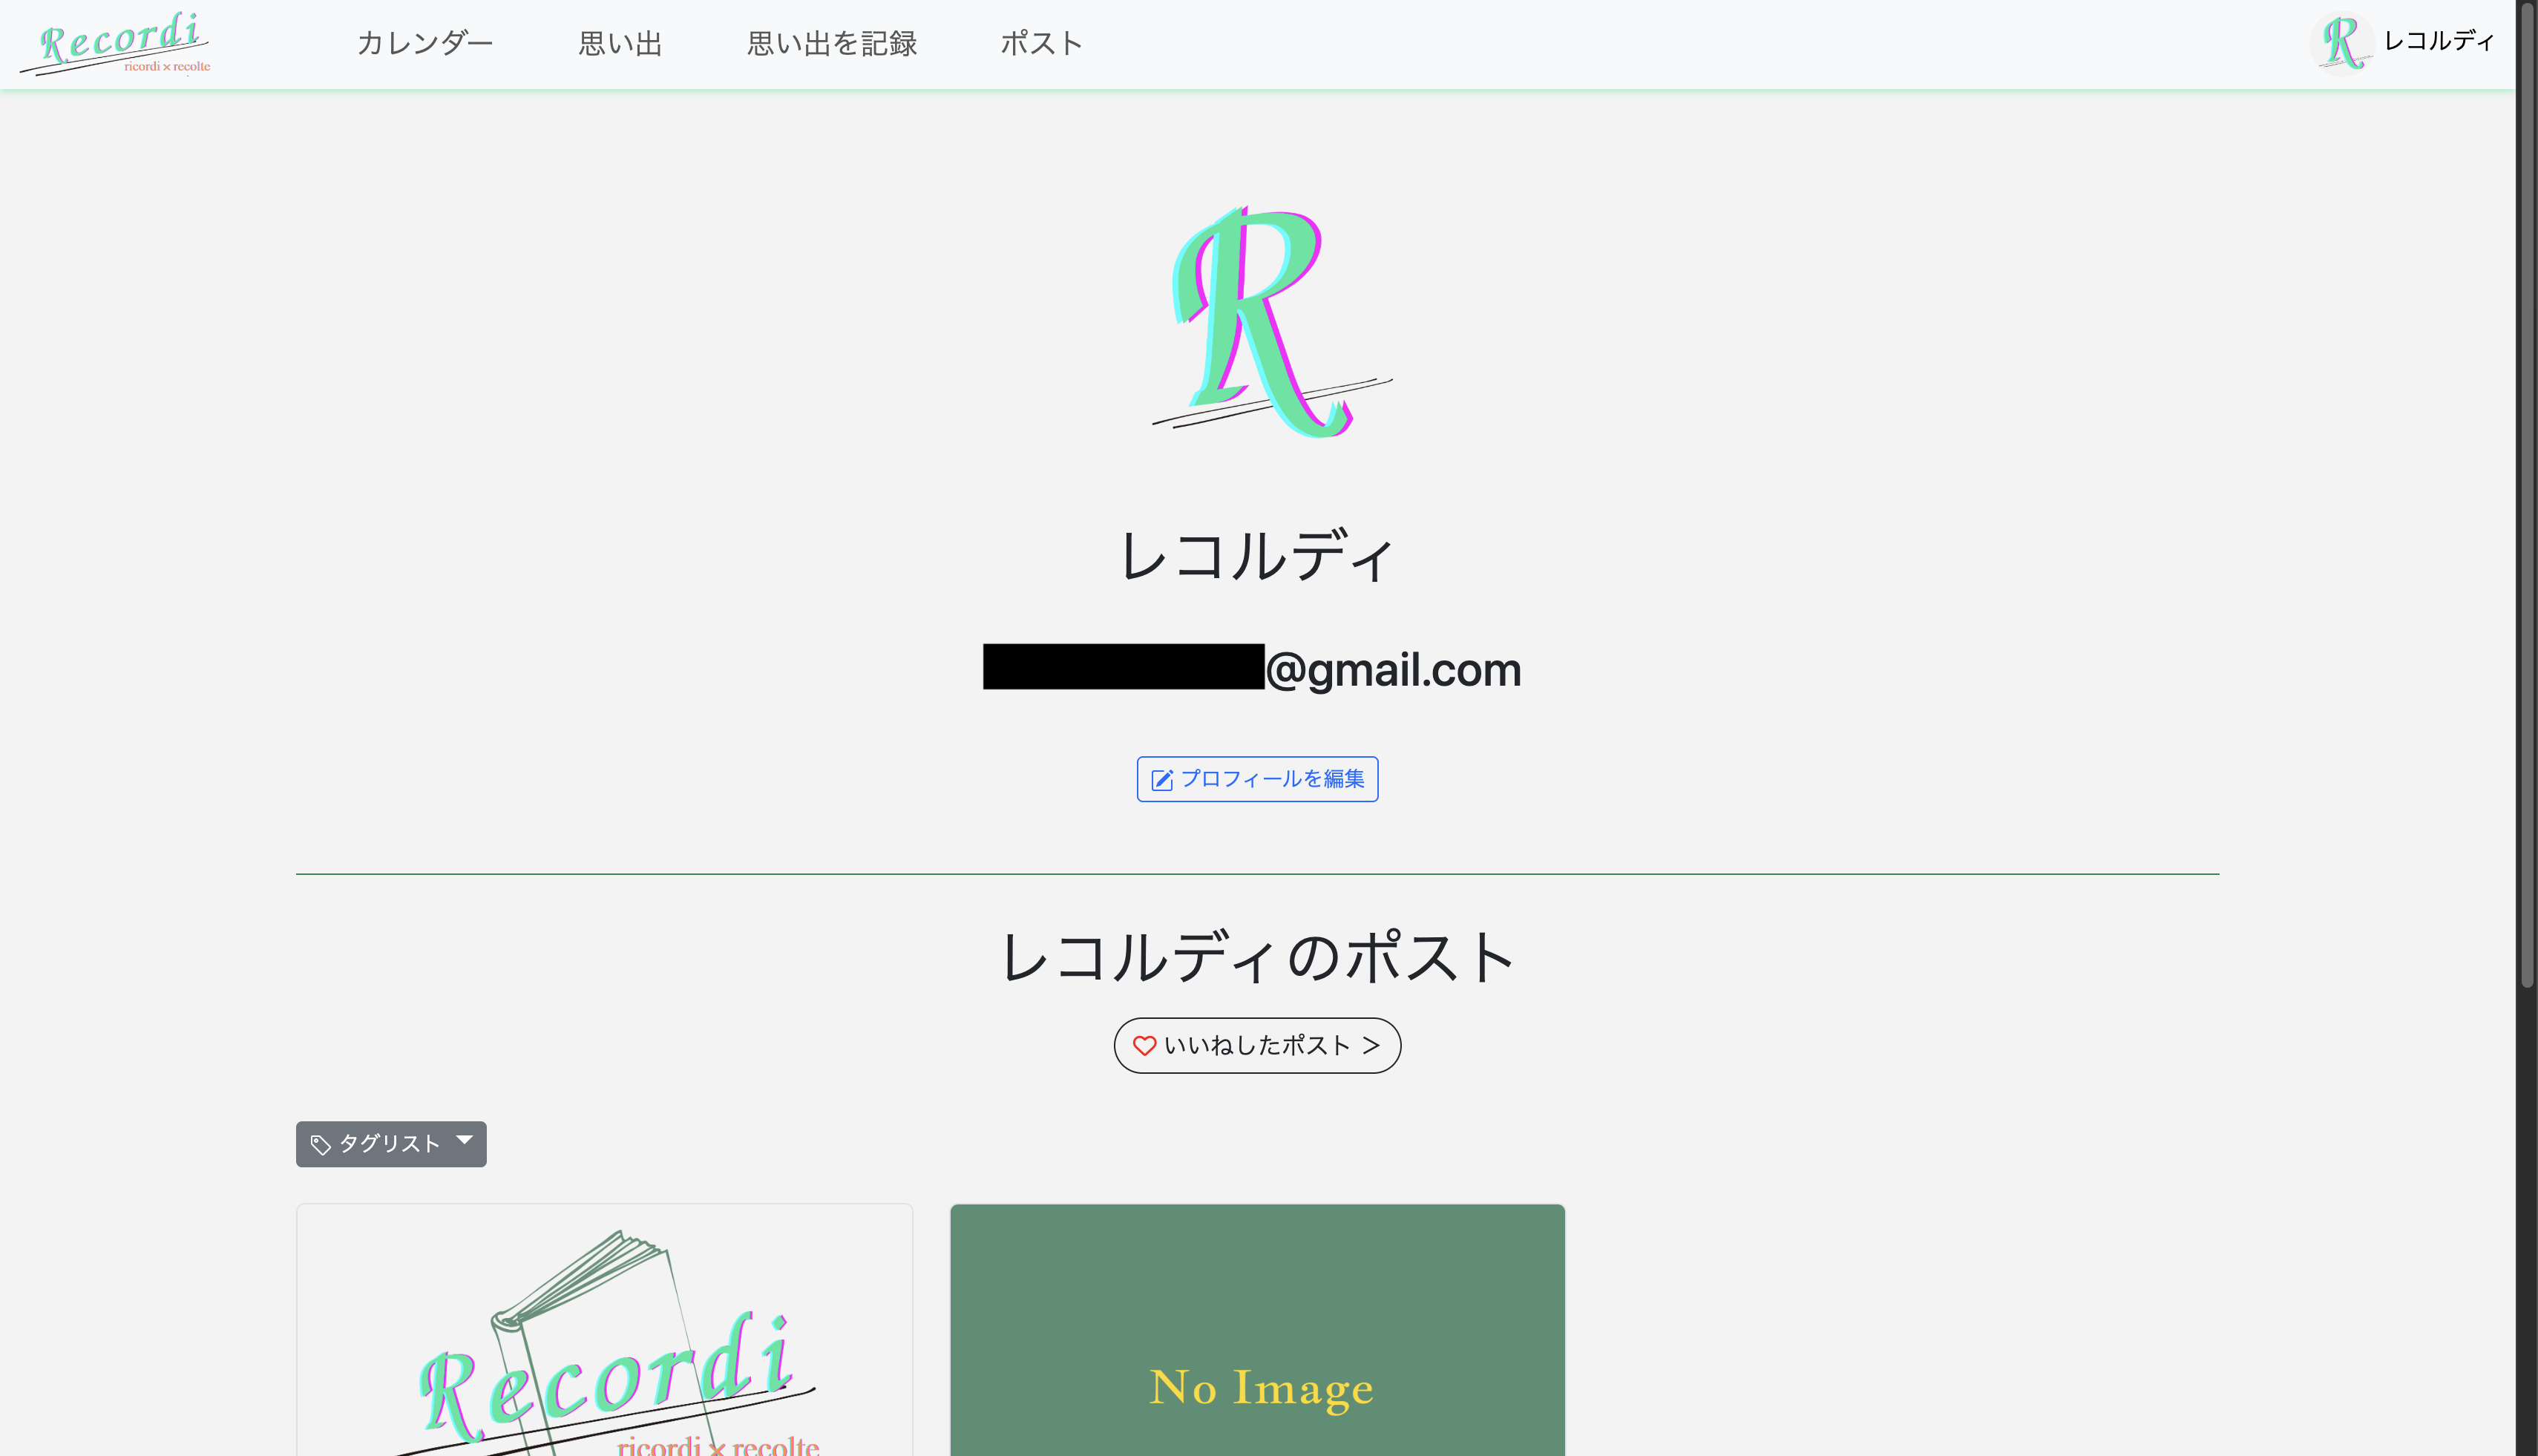 Recordi
ricordi × recolte
カレンダー 思い出 思い出を記録 ポスト
R レコルディ
R
レコルディ
@gmail.com
プロフィールを編集
レコルディのポスト
いいねしたポスト >
タグリスト
Recordi
ricordi × recolte
No Image